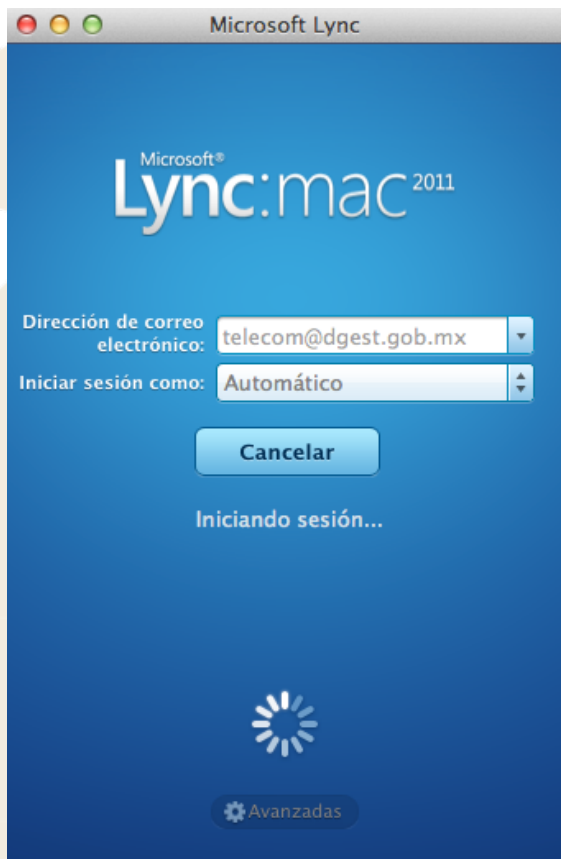 Microsoft Lync
Microsoft®
Lync:mac 2011
Dirección de correo
electrónico:
telecom@dgest.gob.mx
Iniciar sesión como:
Automático
Cancelar
Iniciando sesión...
Avanzadas